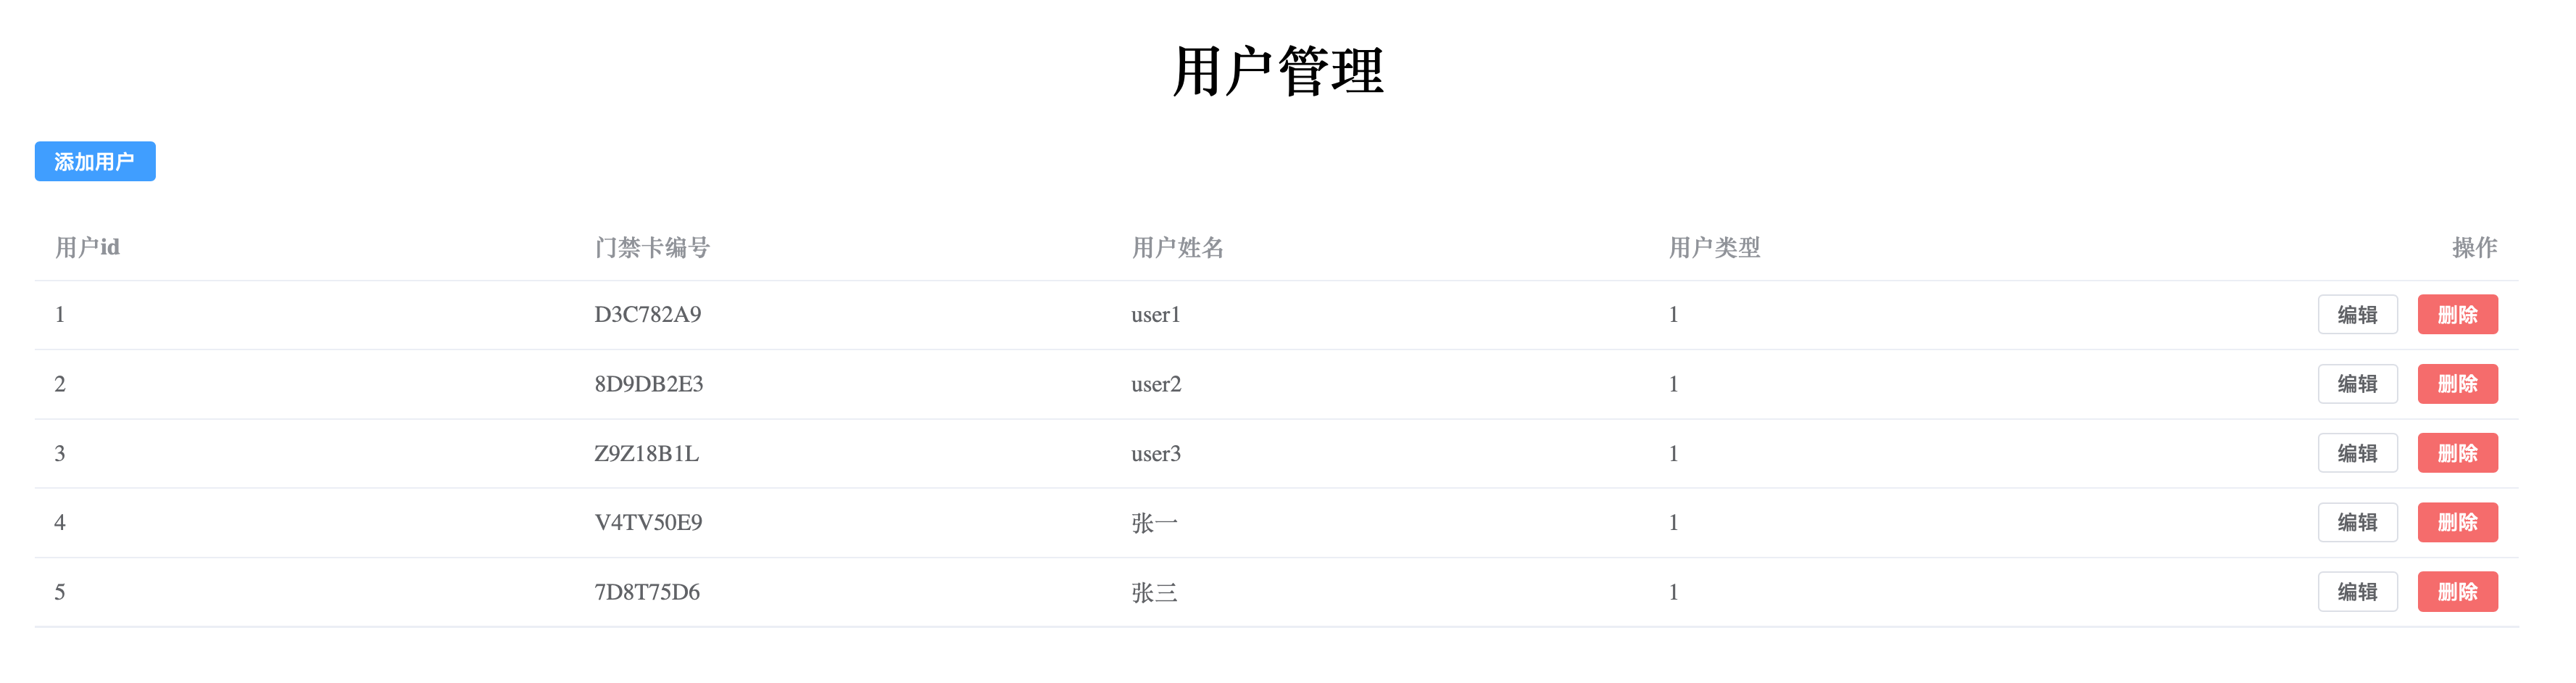 用户管理
添加用户
用户id 门禁卡编号 用户姓名 用户类型 操作
1 D3C782A9 user1 1 编辑 删除
2 8D9DB2E3 user2 1 编辑 删除
3 Z9Z18B1L user3 1 编辑 删除
4 V4TV50E9 张一 1 编辑 删除
5 7D8T75D6 张三 1 编辑 删除